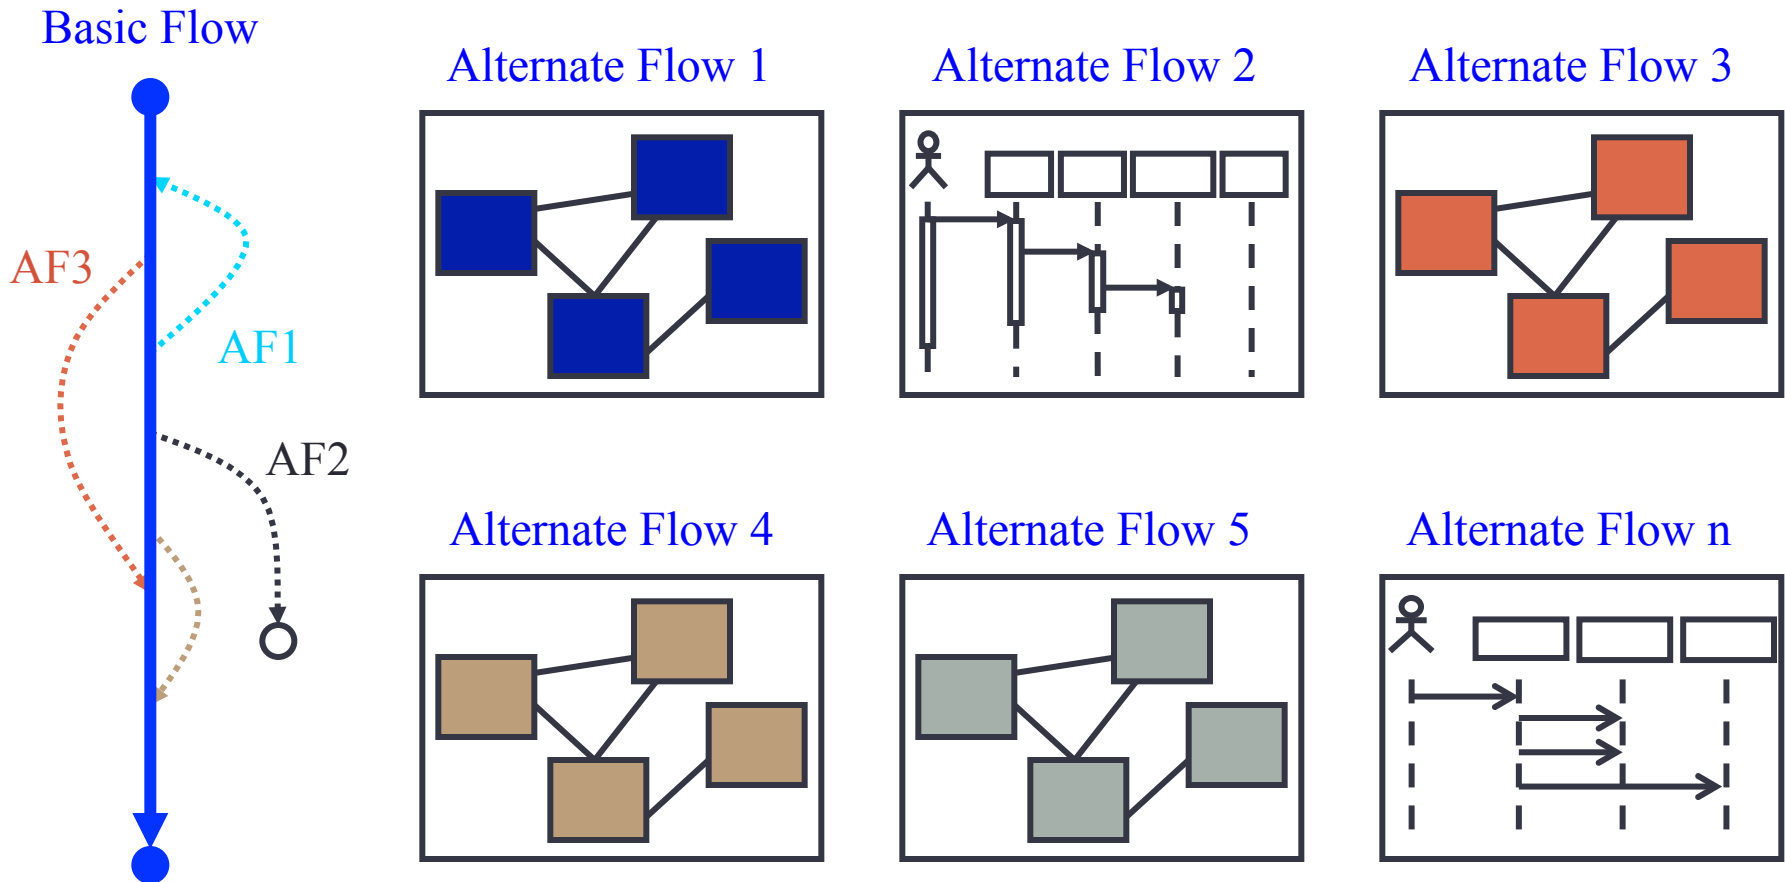 Basic Flow
AF3
AF1
AF2
Alternate Flow 1
Alternate Flow 2
Alternate Flow 3
Alternate Flow 4
Alternate Flow 5
Alternate Flow n